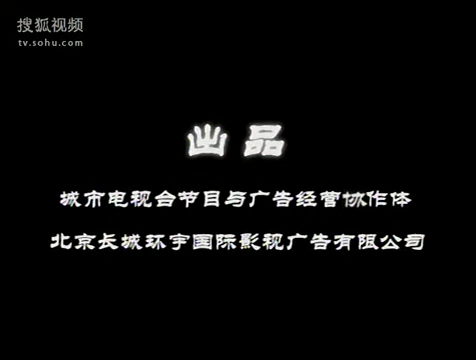 搜狐视频
tv.sohu.com
出品
城市电视台节目与广告经营协作体
北京长城环宇国际影视广告有限公司